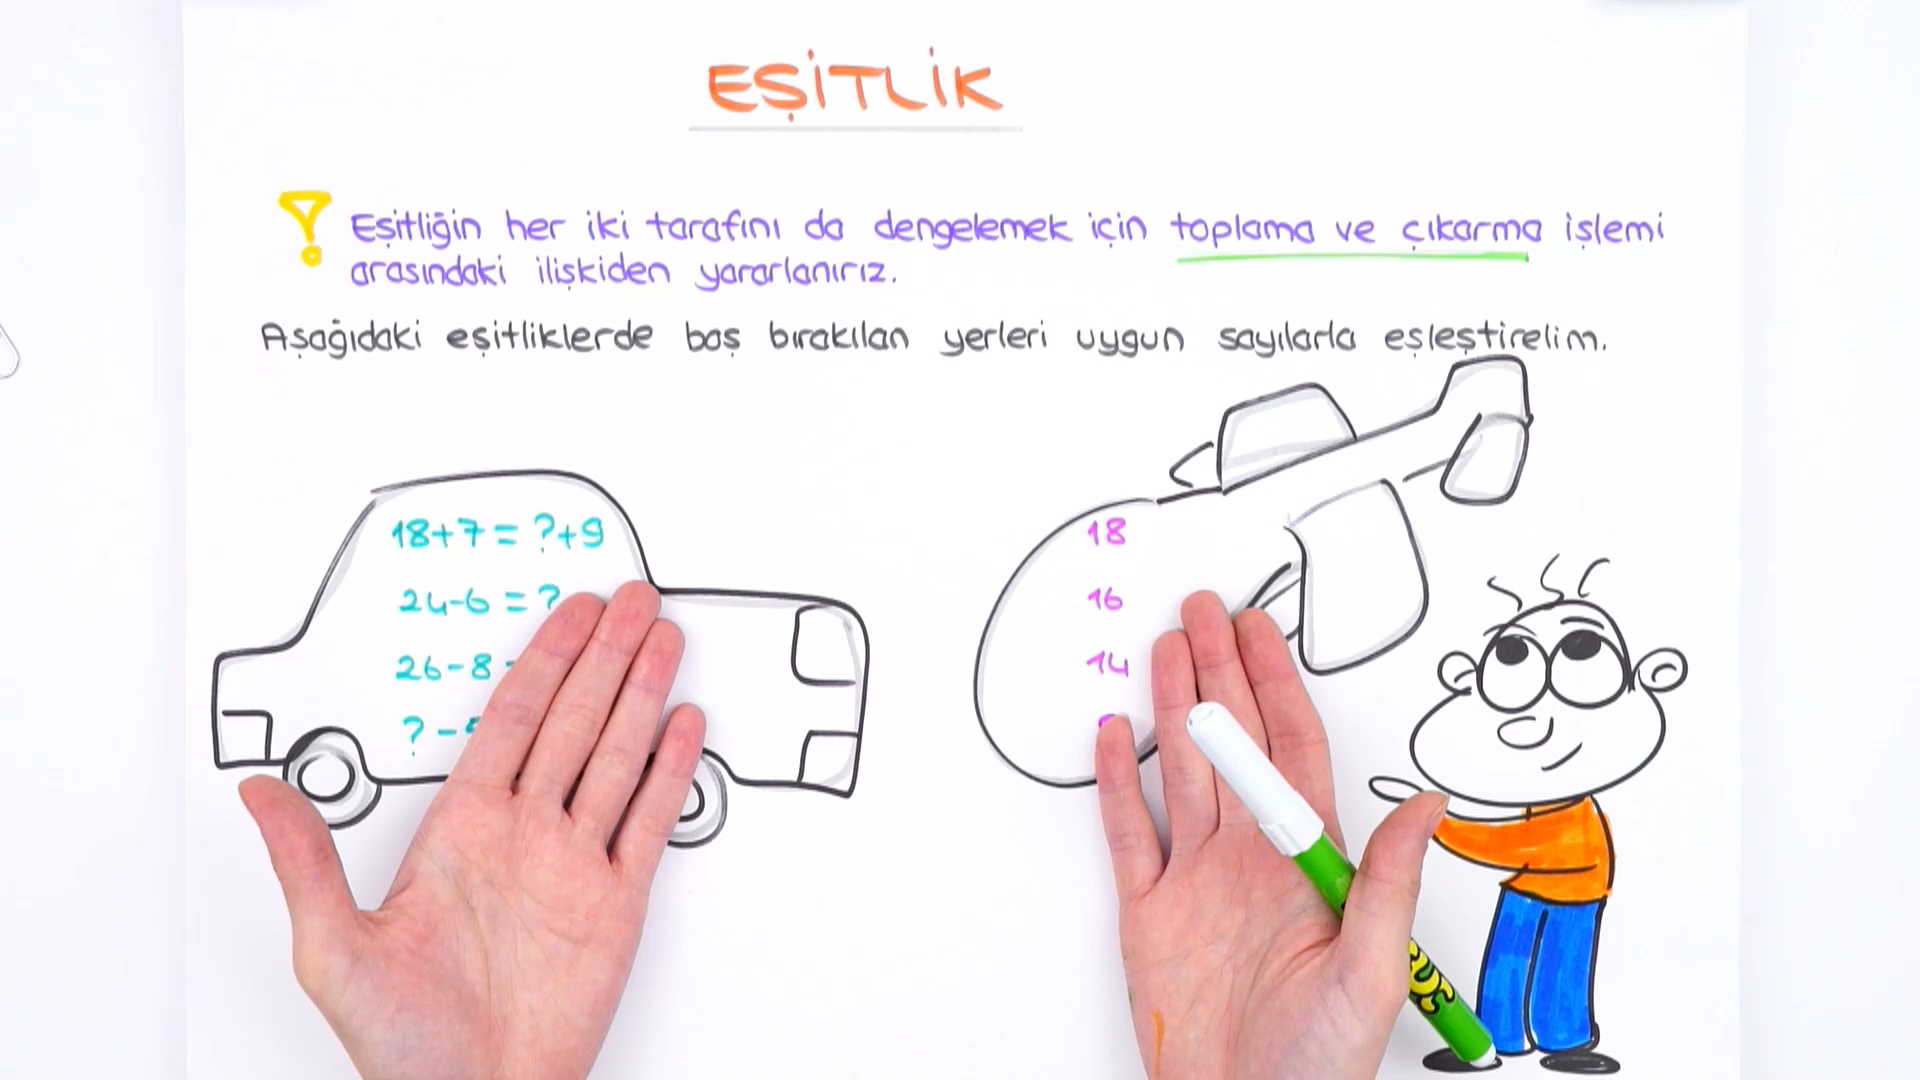 EŞİTLİK
Eşitliğin her iki tarafını da dengelemek için toplama ve çıkarma işlemi
arasındaki ilişkiden yararlanırız.
Aşağıdaki eşitliklerde boş bırakılan yerleri uygun sayılarla eşleştirelim.
18+7 = ?+9
24-6 = ?
26-8
? -
18
16
14